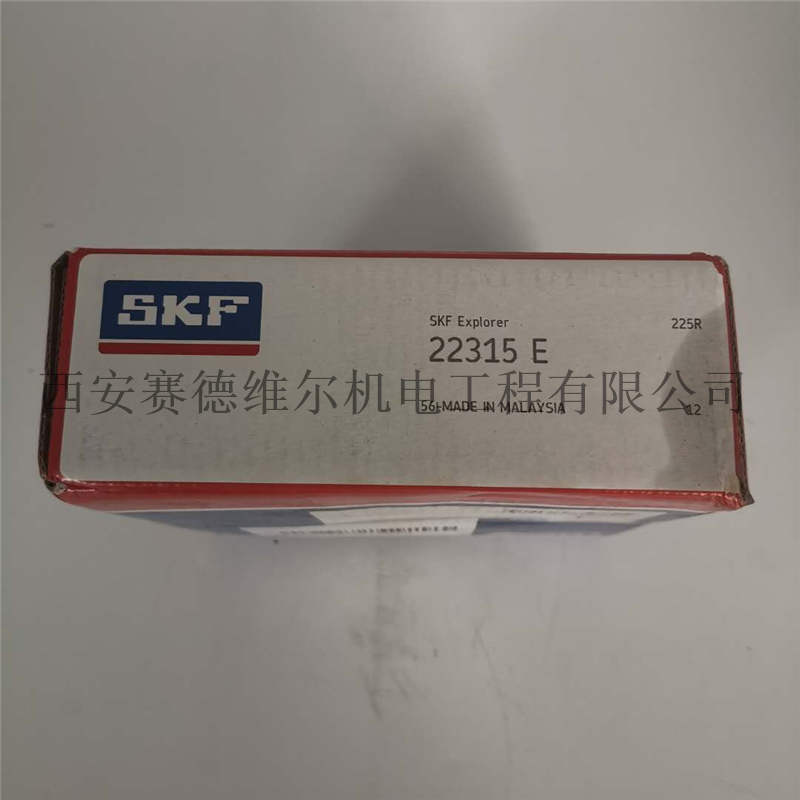 SKF
SKF Explorer
225R
22315 E
西安赛德维尔机电工程有限公司
MADE IN MALAYSIA
12